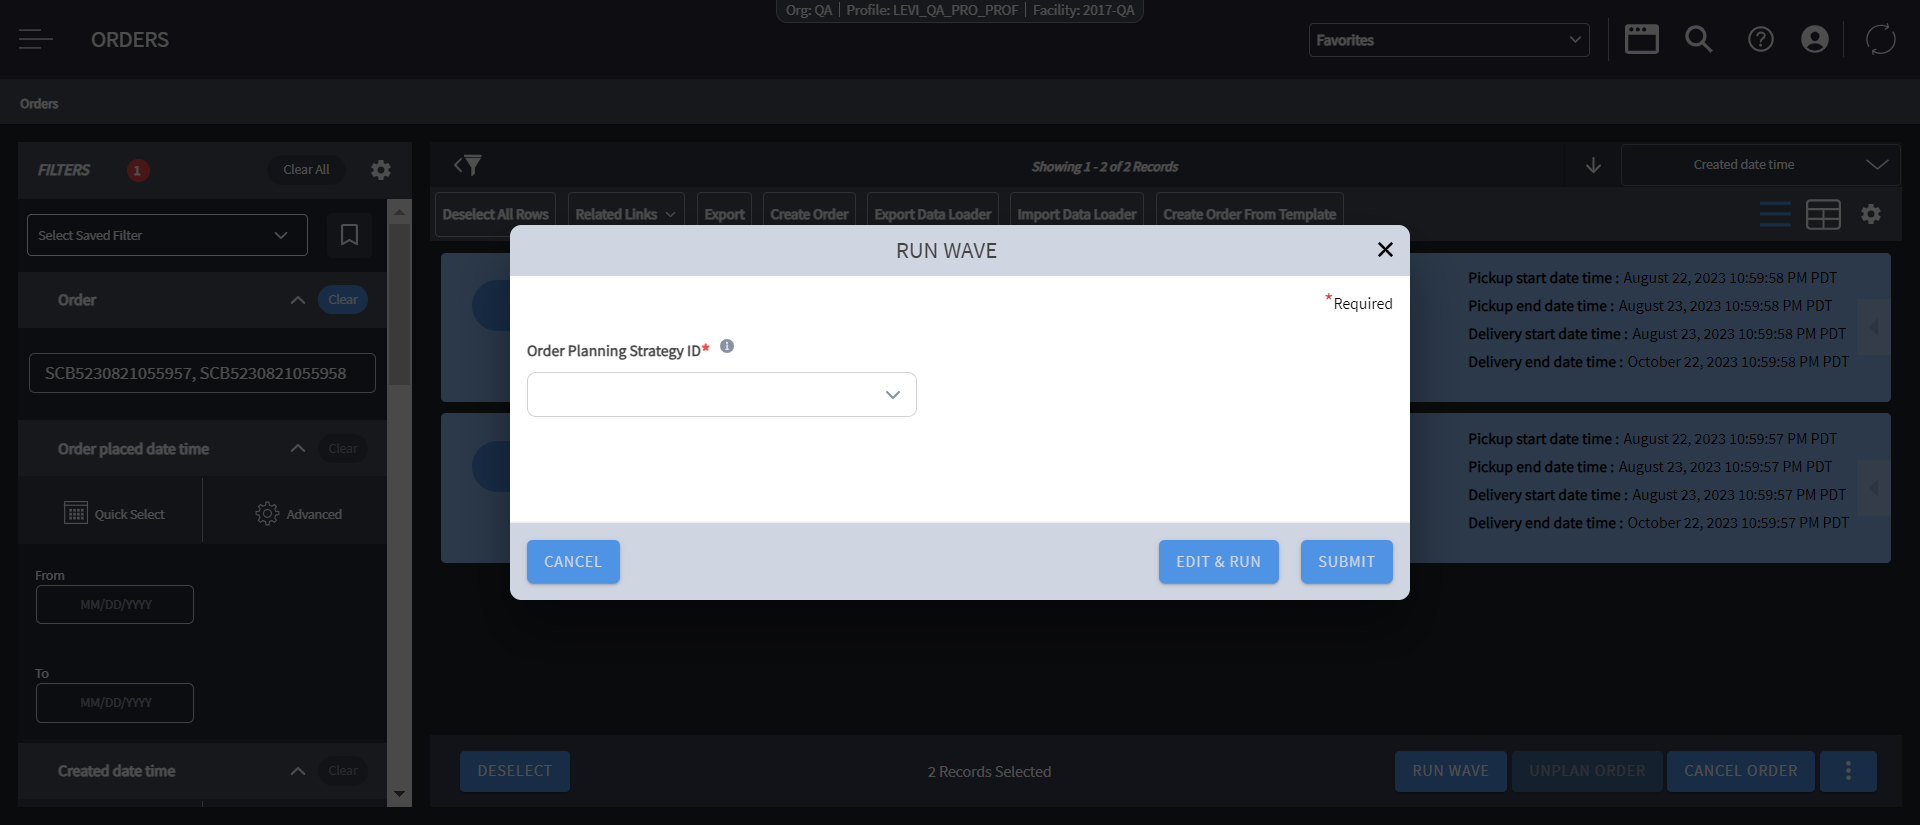 Org: QA | Profile: LEVI_QA_PRO_PROF | Facility: 2017-QA
ORDERS
Favorites
Orders
FILTERS
1
Clear All
Select Saved Filter
Order
Clear
SCB5230821055957, SCB5230821055958
Order placed date time
Clear
Quick Select
Advanced
From
MM/DD/YYYY
To
MM/DD/YYYY
Created date time
Clear
Showing 1 - 2 of 2 Records
Created date time
Deselect All Rows
Related Links
Export
Create Order
Export Data Loader
Import Data Loader
Create Order From Template
RUN WAVE
*Required
Order Planning Strategy ID*
CANCEL
EDIT & RUN
SUBMIT
Pickup start date time : August 22, 2023 10:59:58 PM PDT
Pickup end date time : August 23, 2023 10:59:58 PM PDT
Delivery start date time : August 23, 2023 10:59:58 PM PDT
Delivery end date time : October 22, 2023 10:59:58 PM PDT
Pickup start date time : August 22, 2023 10:59:57 PM PDT
Pickup end date time : August 23, 2023 10:59:57 PM PDT
Delivery start date time : August 23, 2023 10:59:57 PM PDT
Delivery end date time : October 22, 2023 10:59:57 PM PDT
DESELECT
2 Records Selected
RUN WAVE
UNPLAN ORDER
CANCEL ORDER